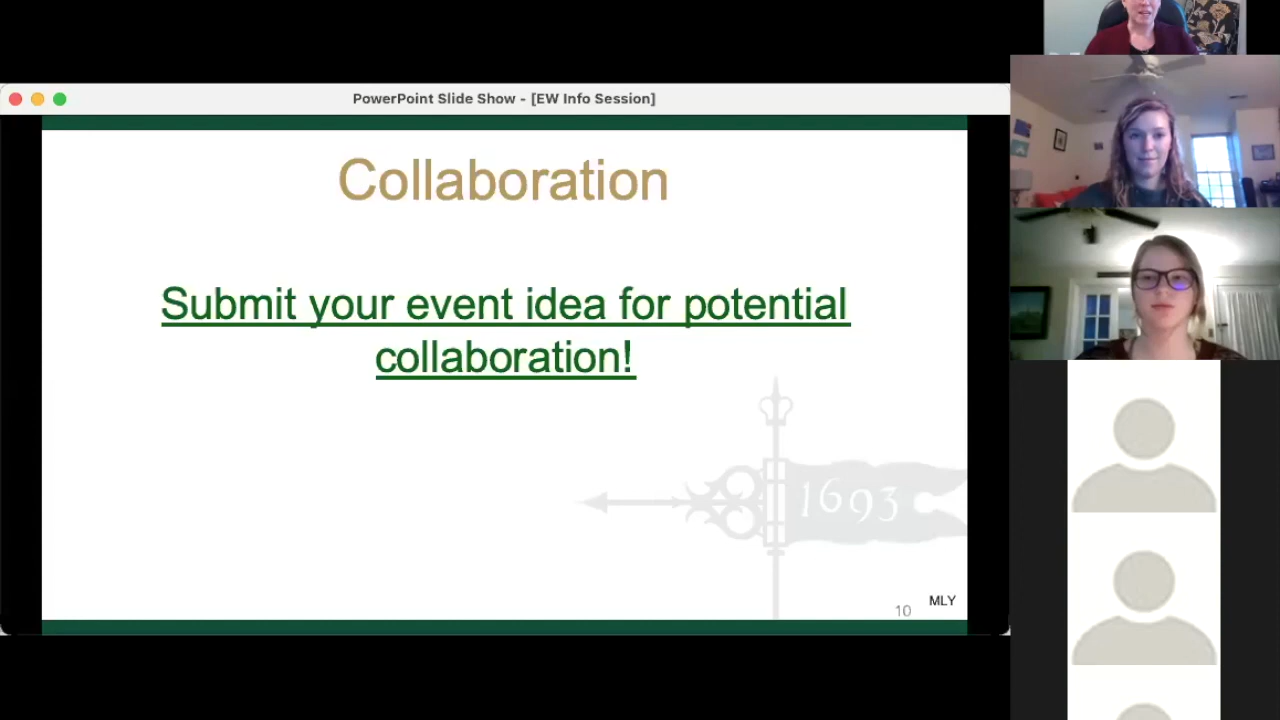 PowerPoint Slide Show - [EW Info Session]
Collaboration
Submit your event idea for potential
collaboration!
1693
10
MLY